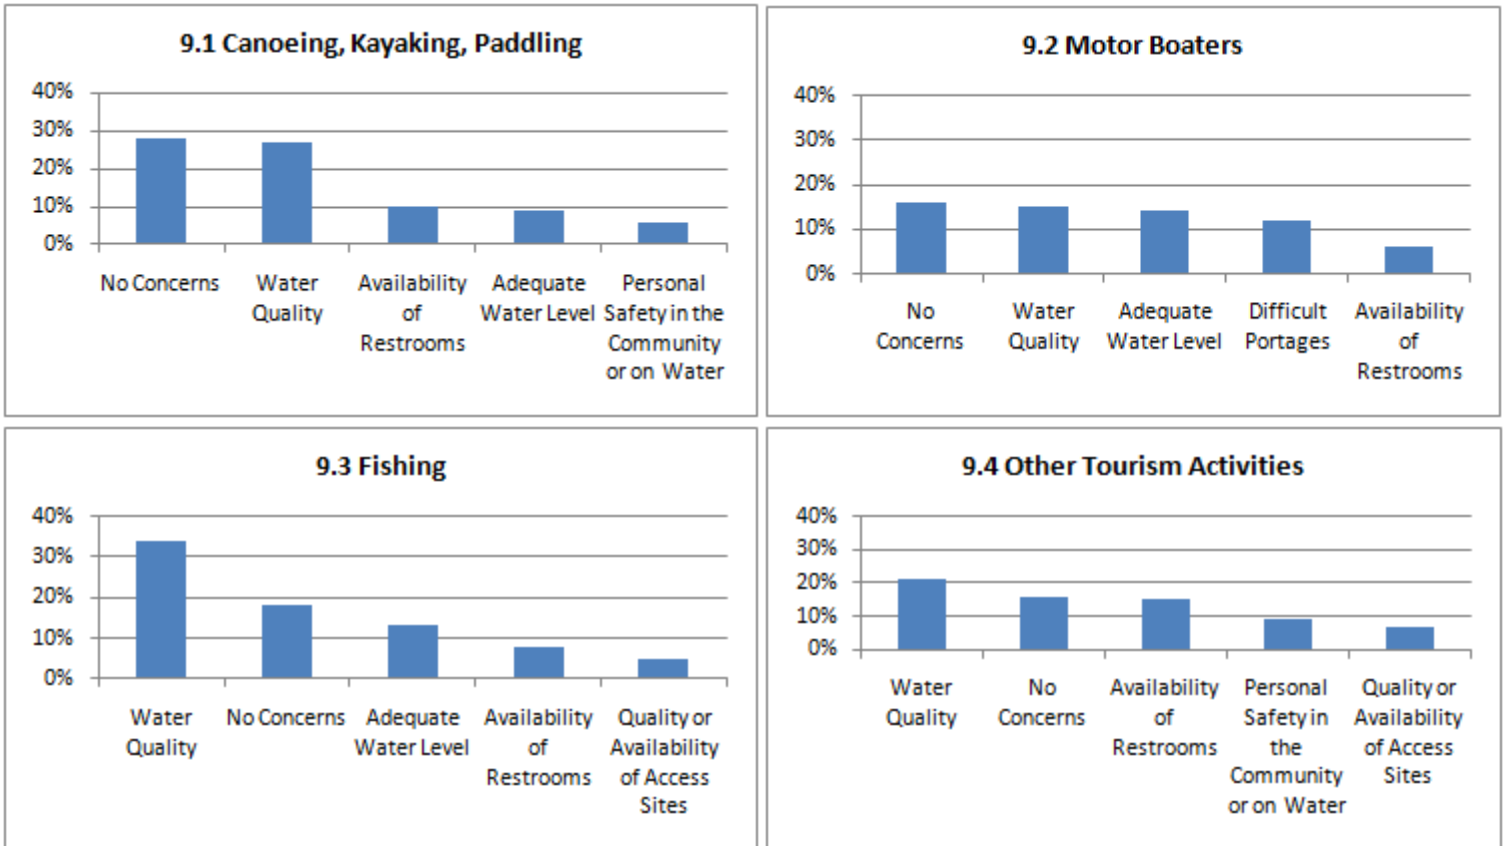 9.1 Canoeing, Kayaking, Paddling
40%
30%
20%
10%
0%
No Concerns
Water
Quality
Availability
of
Restrooms
Adequate
Water Level
Personal
Safety in the
Community
or on Water
9.2 Motor Boaters
40%
30%
20%
10%
0%
No
Concerns
Water
Quality
Adequate
Water Level
Difficult
Portages
Availability
of
Restrooms
9.3 Fishing
40%
30%
20%
10%
0%
Water
Quality
No Concerns
Adequate
Water Level
Availability
of
Restrooms
Quality or
Availability
of Access
Sites
9.4 Other Tourism Activities
40%
30%
20%
10%
0%
Water
Quality
No
Concerns
Availability
of
Restrooms
Personal
Safety in
the
Community
or on Water
Quality or
Availability
of Access
Sites